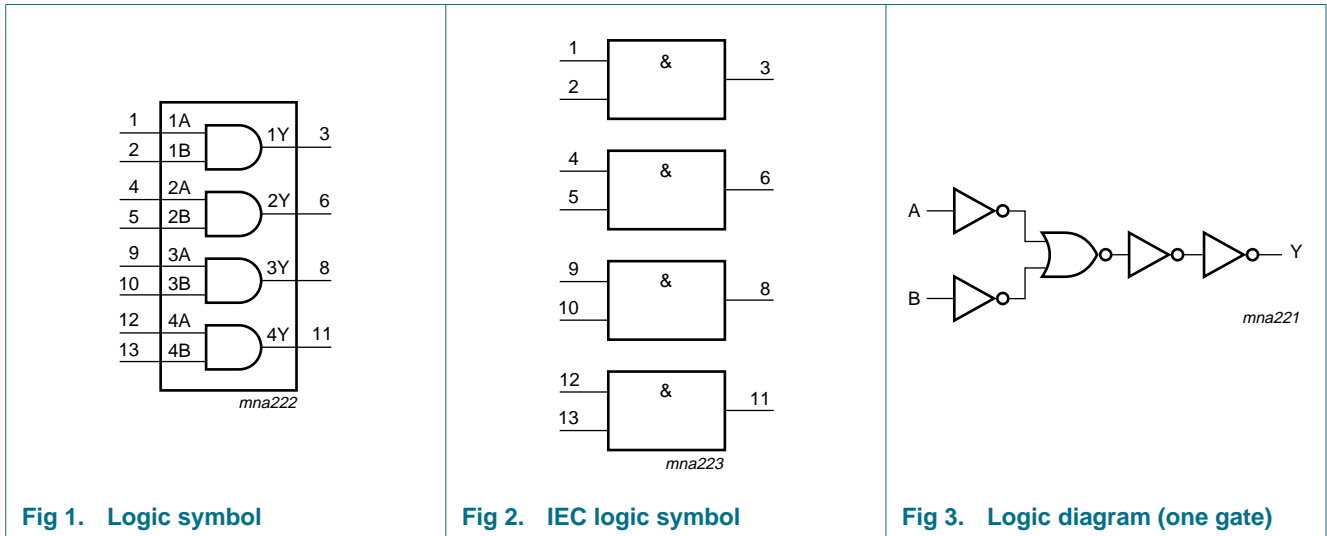 1 1A 1Y 3
2 1B
4 2A 2Y 6
5 2B
9 3A 3Y 8
10 3B
12 4A 4Y 11
13 4B
mna222
Fig 1. Logic symbol
1 & 3
2
4 & 6
5
9 & 8
10
12 & 11
13
mna223
Fig 2. IEC logic symbol
A
Y
B
mna221
Fig 3. Logic diagram (one gate)